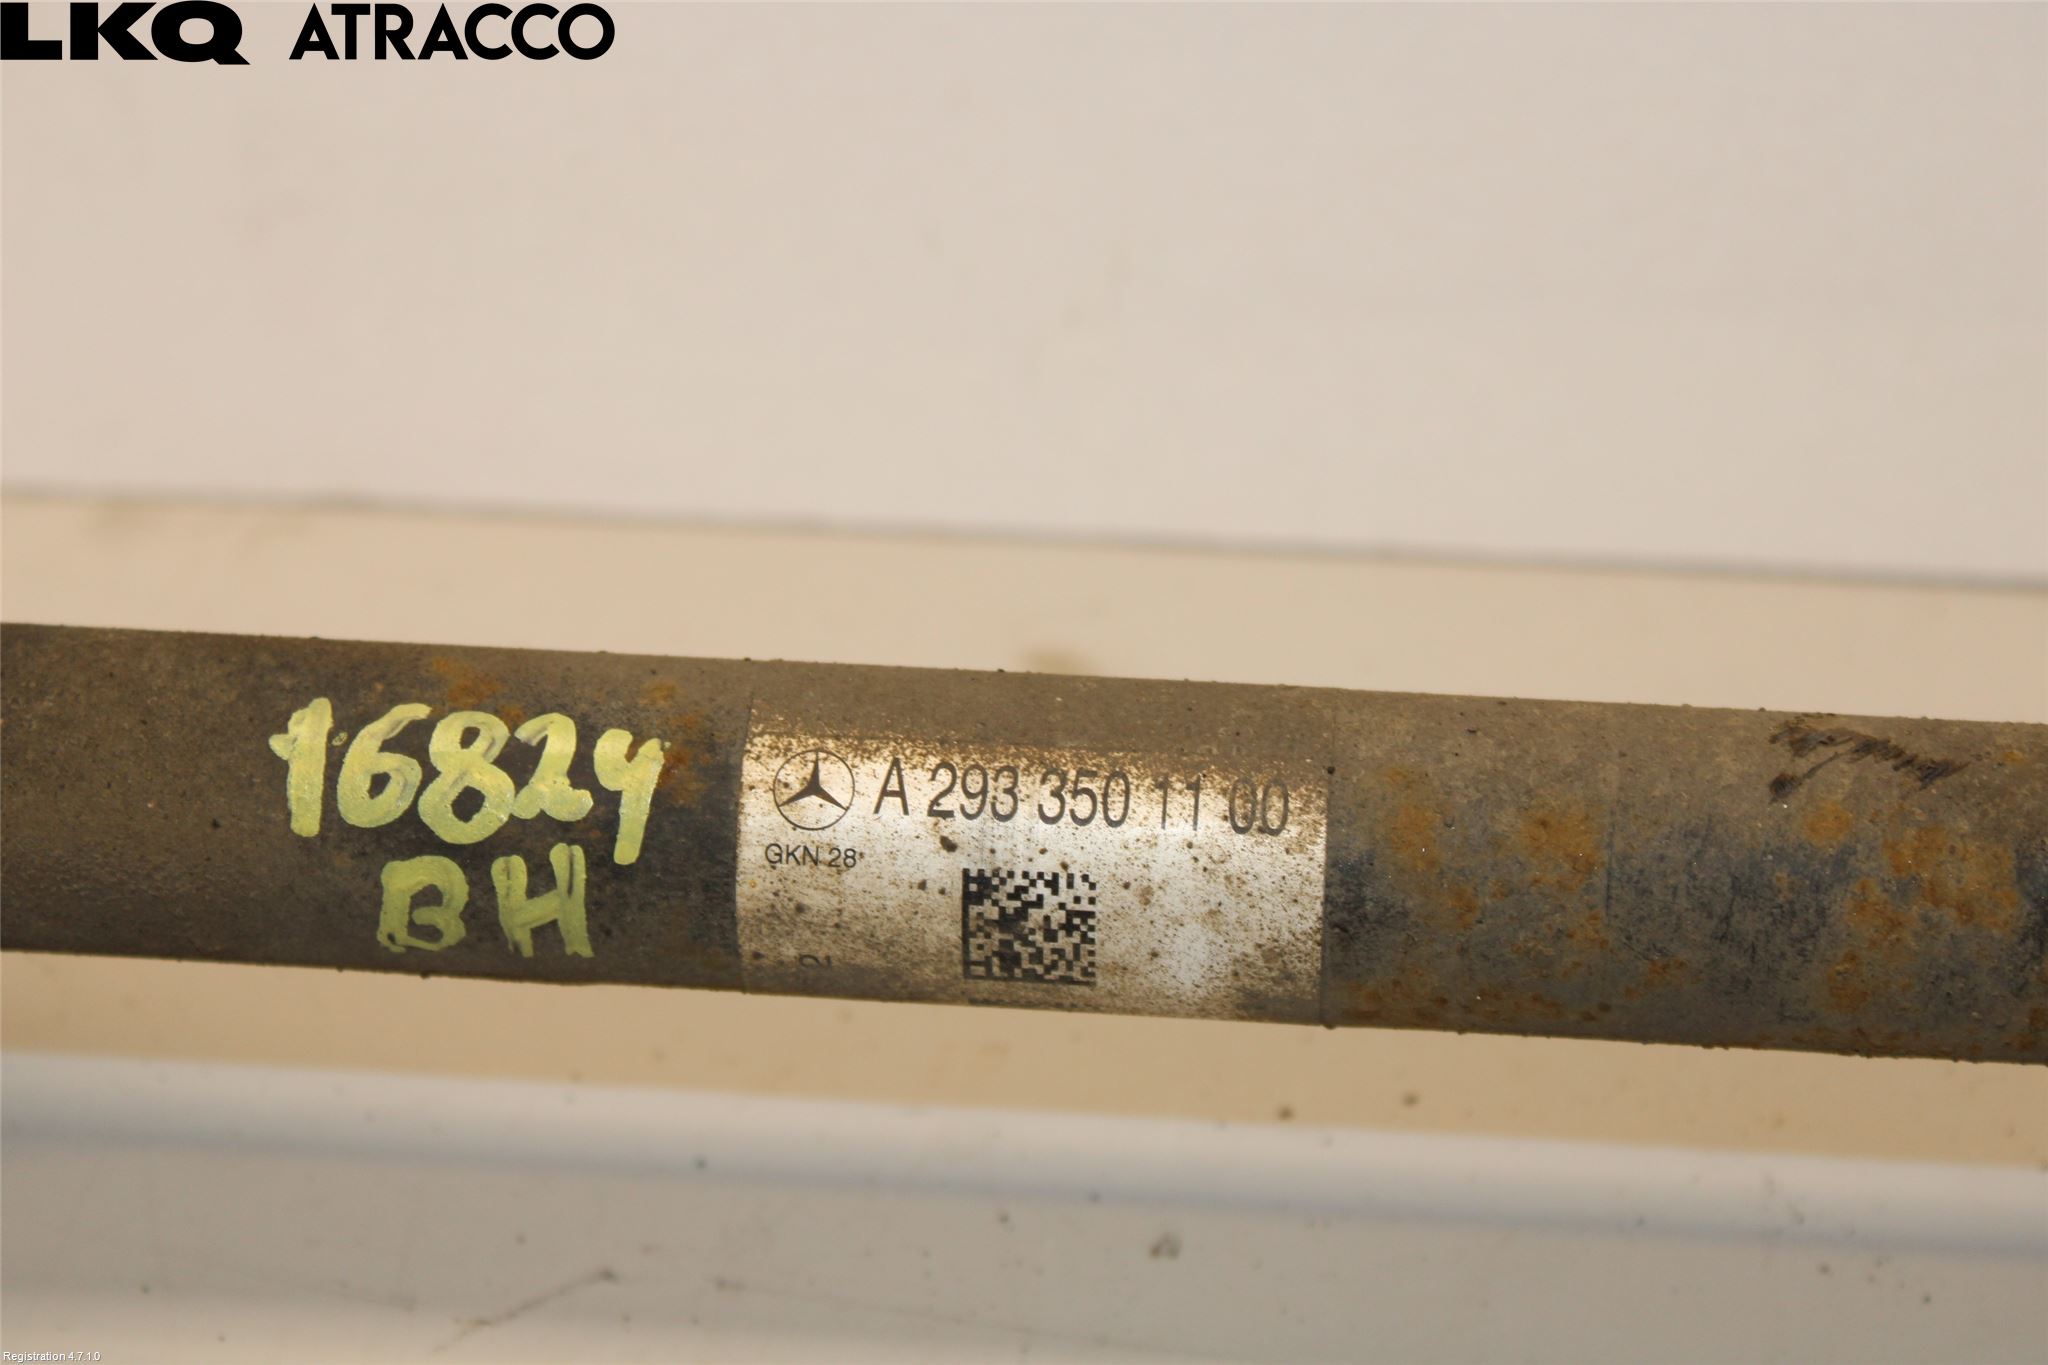 LKQ ATRACCO
16824
BH
A 293 350 11 00
GKN 28
Registration 4.7.1.0